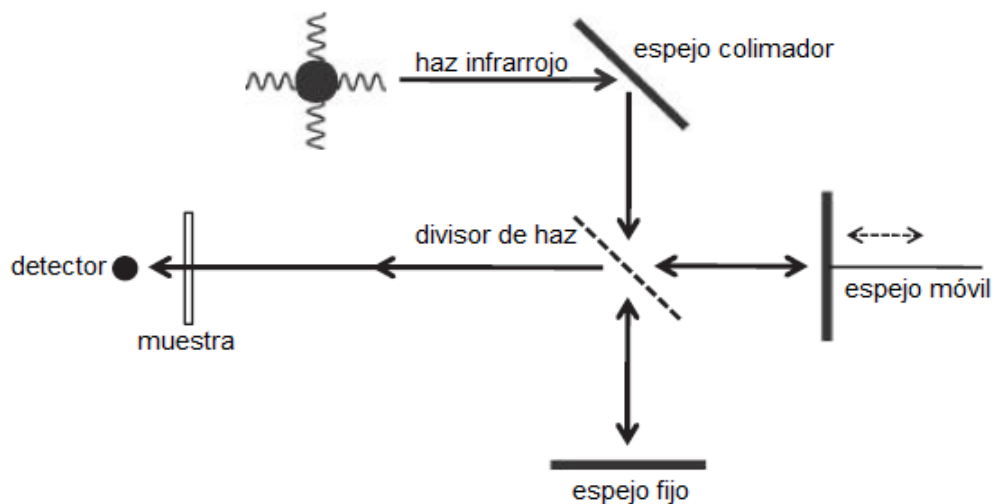 espejo colimador
haz infrarrojo
divisor de haz
detector
espejo móvil
muestra
espejo fijo